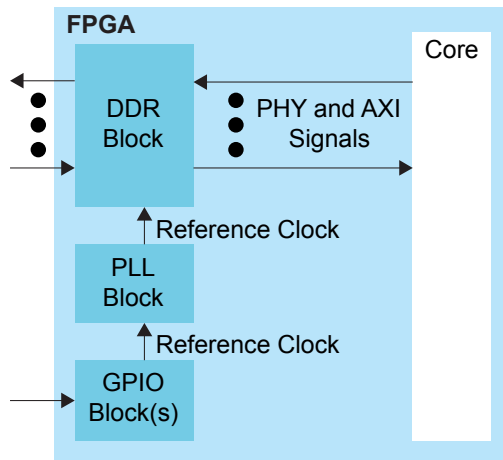 FPGA
Core
DDR
Block
PHY and AXI
Signals
Reference Clock
PLL
Block
Reference Clock
GPIO
Block(s)